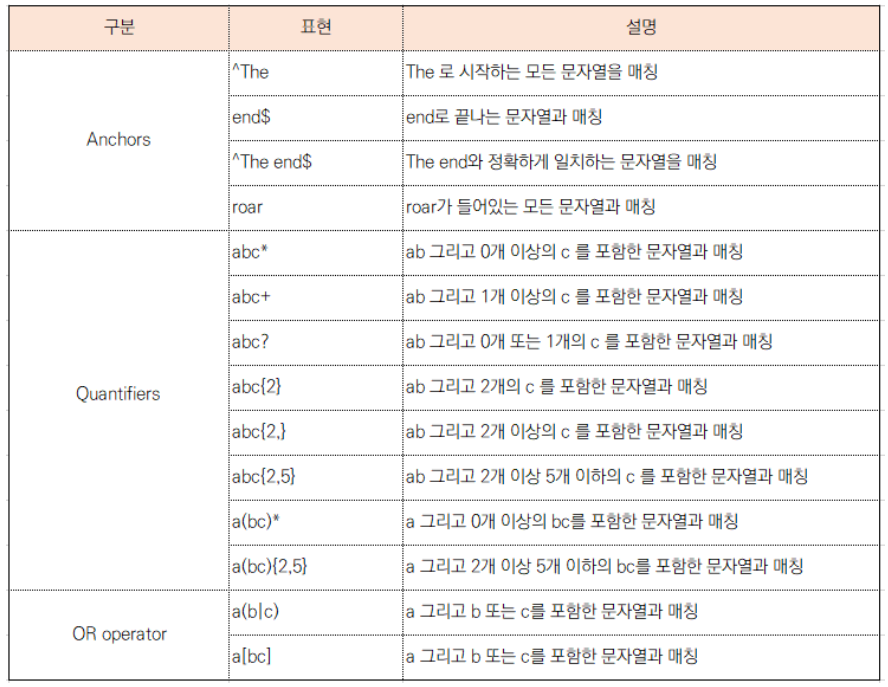 구분 표현 설명
Anchors
^The The 로 시작하는 모든 문자열을 매칭
end$ end로 끝나는 문자열과 매칭
^The end$ The end와 정확하게 일치하는 문자열을 매칭
roar roar가 들어있는 모든 문자열과 매칭
Quantifiers
abc* ab 그리고 0개 이상의 c 를 포함한 문자열과 매칭
abc+ ab 그리고 1개 이상의 c 를 포함한 문자열과 매칭
abc? ab 그리고 0개 또는 1개의 c 를 포함한 문자열과 매칭
abc{2} ab 그리고 2개의 c 를 포함한 문자열과 매칭
abc{2,} ab 그리고 2개 이상의 c 를 포함한 문자열과 매칭
abc{2,5} ab 그리고 2개 이상 5개 이하의 c 를 포함한 문자열과 매칭
a(bc)* a 그리고 0개 이상의 bc를 포함한 문자열과 매칭
a(bc){2,5} a 그리고 2개 이상 5개 이하의 bc를 포함한 문자열과 매칭
OR operator
a(b|c) a 그리고 b 또는 c를 포함한 문자열과 매칭
a[bc] a 그리고 b 또는 c를 포함한 문자열과 매칭